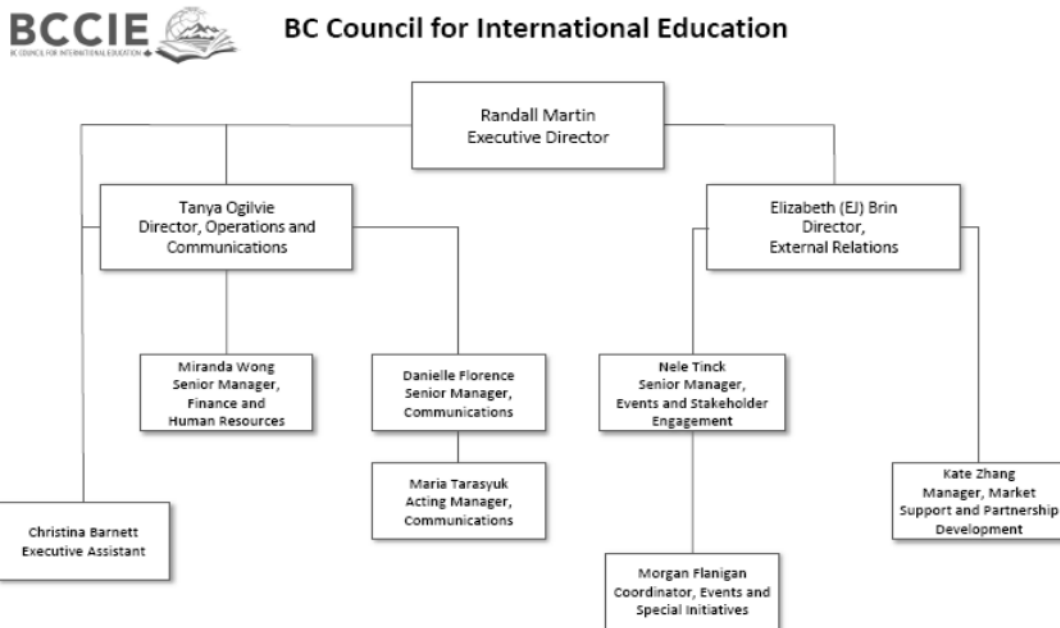 BCCIE
BC COUNCIL FOR INTERNATIONAL EDUCATION
BC Council for International Education
Randall Martin
Executive Director
Tanya Ogilvie
Director, Operations and
Communications
Elizabeth (EJ) Brin
Director,
External Relations
Miranda Wong
Senior Manager,
Finance and
Human Resources
Danielle Florence
Senior Manager,
Communications
Nele Tinck
Senior Manager,
Events and Stakeholder
Engagement
Maria Tarasyuk
Acting Manager,
Communications
Kate Zhang
Manager, Market
Support and Partnership
Development
Christina Barnett
Executive Assistant
Morgan Flanigan
Coordinator, Events and
Special Initiatives